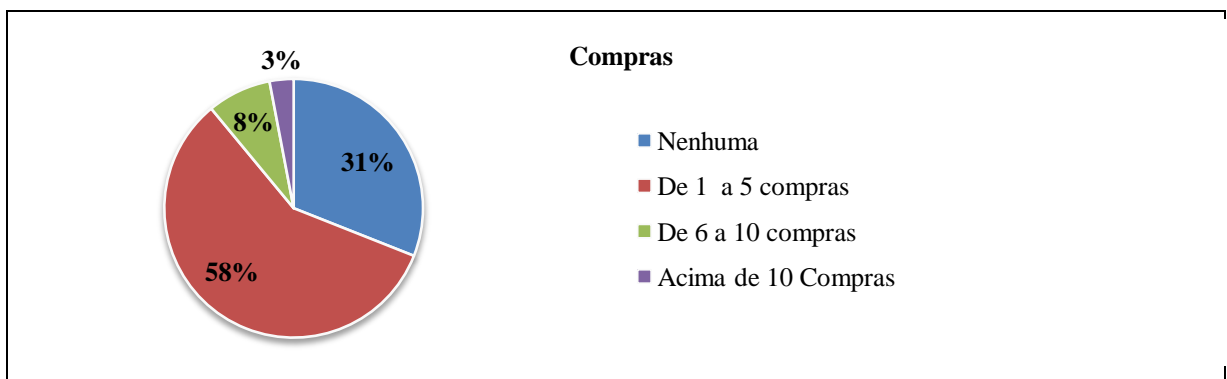 Compras
3%
8%
31%
58%
Nenhuma
De 1 a 5 compras
De 6 a 10 compras
Acima de 10 Compras